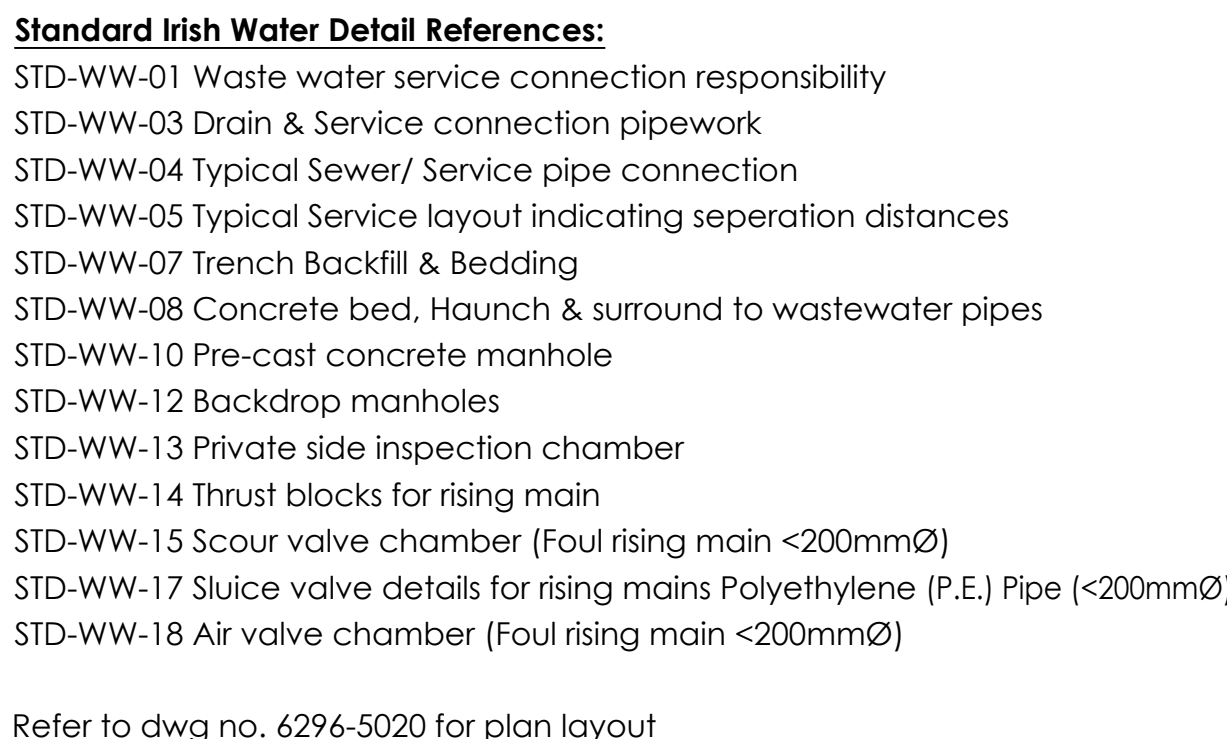 Standard Irish Water Detail References:
STD-WW-01 Waste water service connection responsibility
STD-WW-03 Drain & Service connection pipework
STD-WW-04 Typical Sewer/ Service pipe connection
STD-WW-05 Typical Service layout indicating seperation distances
STD-WW-07 Trench Backfill & Bedding
STD-WW-08 Concrete bed, Haunch & surround to wastewater pipes
STD-WW-10 Pre-cast concrete manhole
STD-WW-12 Backdrop manholes
STD-WW-13 Private side inspection chamber
STD-WW-14 Thrust blocks for rising main
STD-WW-15 Scour valve chamber (Foul rising main <200mmØ)
STD-WW-17 Sluice valve details for rising mains Polyethylene (P.E.) Pipe (<200mmØ)
STD-WW-18 Air valve chamber (Foul rising main <200mmØ)
Refer to dwg no. 6296-5020 for plan layout